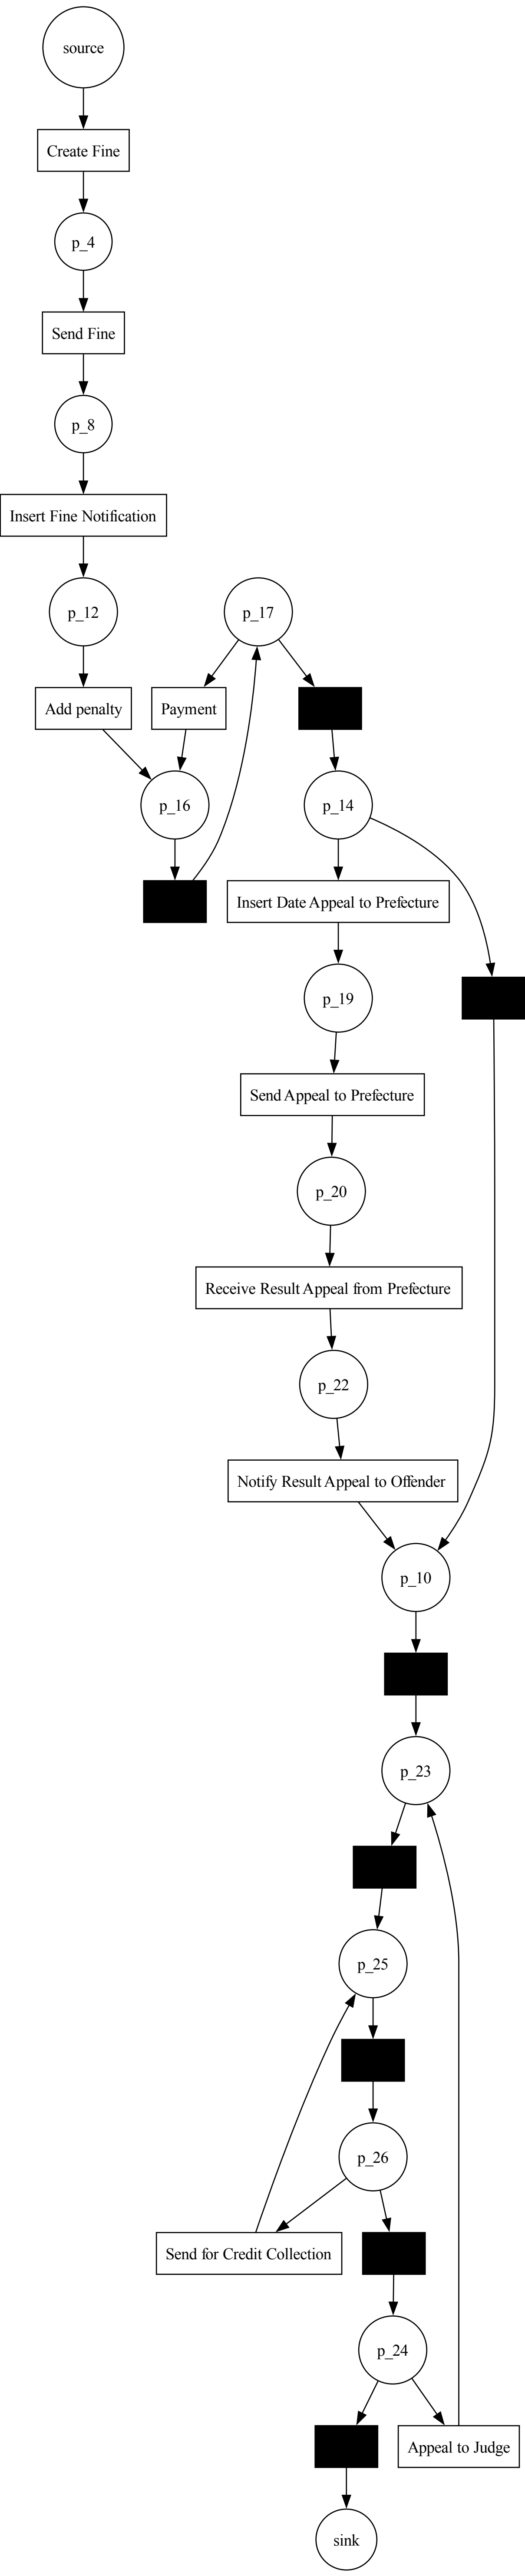 source
Create Fine
p_4
Send Fine
p_8
Insert Fine Notification
p_12
p_17
Add penalty
Payment
p_16
p_14
Insert Date Appeal to Prefecture
p_19
Send Appeal to Prefecture
p_20
Receive Result Appeal from Prefecture
p_22
Notify Result Appeal to Offender
p_10
p_23
p_25
p_26
Send for Credit Collection
p_24
Appeal to Judge
sink